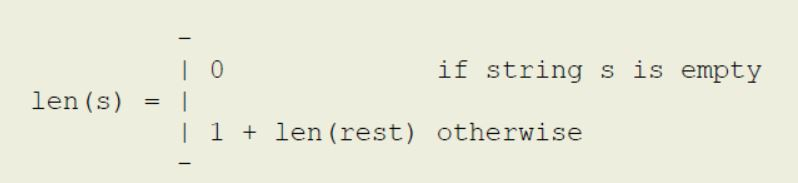 | 0 if string s is empty
len(s) = |
| 1 + len(rest) otherwise